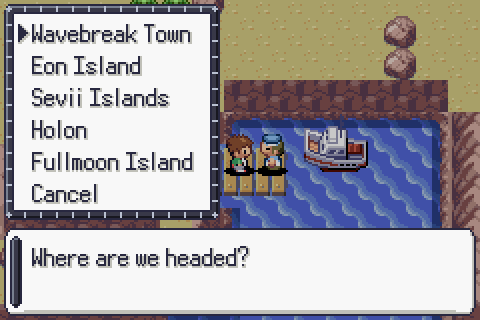 Wavebreak Town
Eon Island
Sevii Islands
Holon
Fullmoon Island
Cancel
Where are we headed?